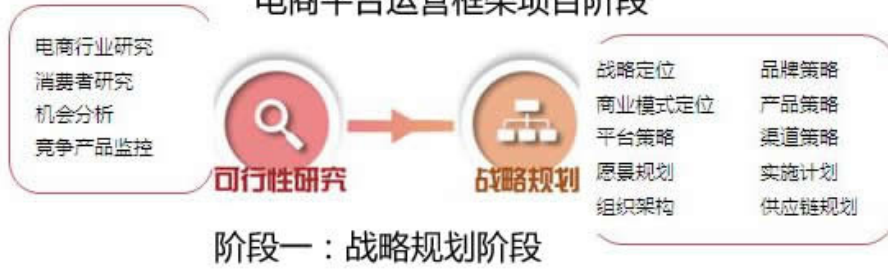 电商平台运营框架项目阶段
电商行业研究
消费者研究
机会分析
竞争产品监控
可行性研究
战略规划
战略定位 品牌策略
商业模式定位 产品策略
平台策略 渠道策略
愿景规划 实施计划
组织架构 供应链规划
阶段一：战略规划阶段